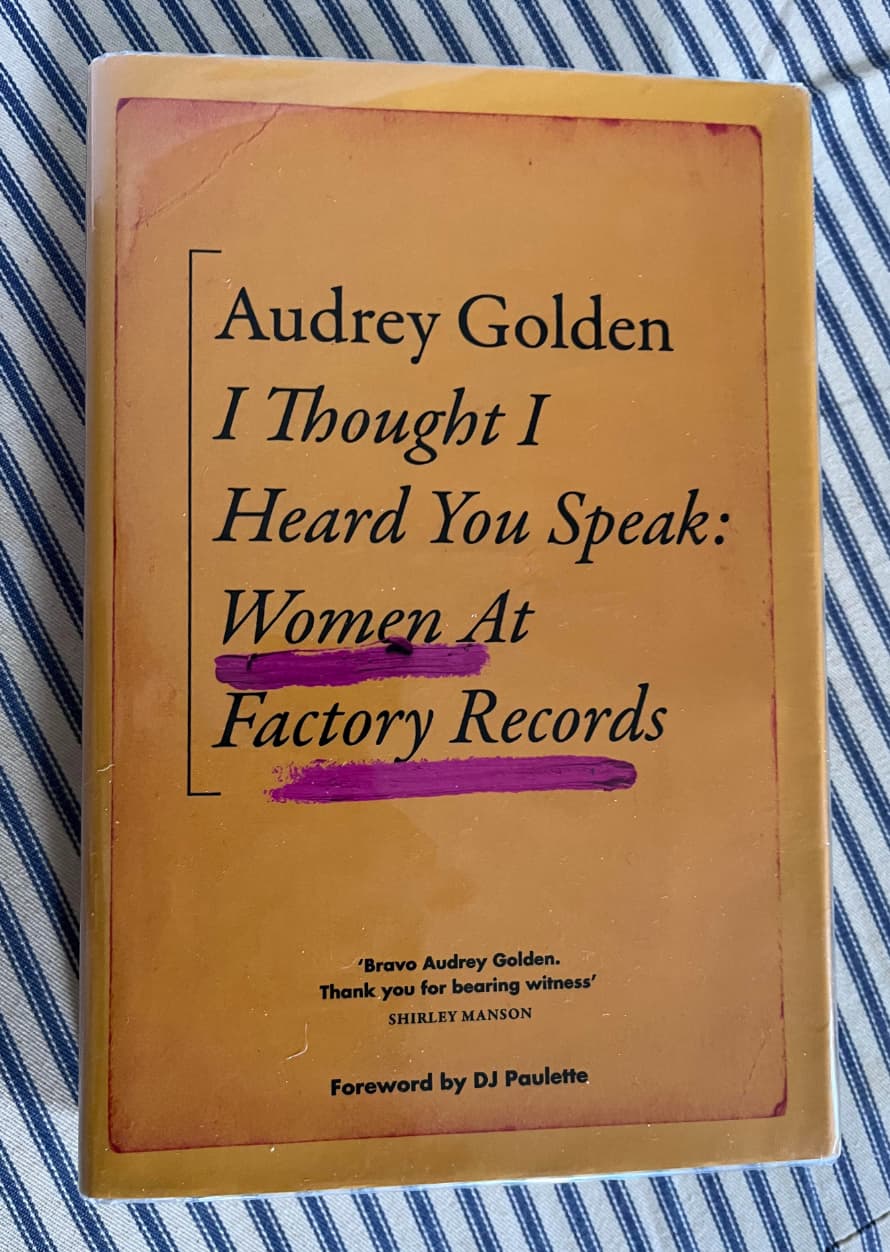 Audrey Golden
I Thought I
Heard You Speak:
Women At
Factory Records
‘Bravo Audrey Golden.
Thank you for bearing witness’
SHIRLEY MANSON
Foreword by DJ Paulette